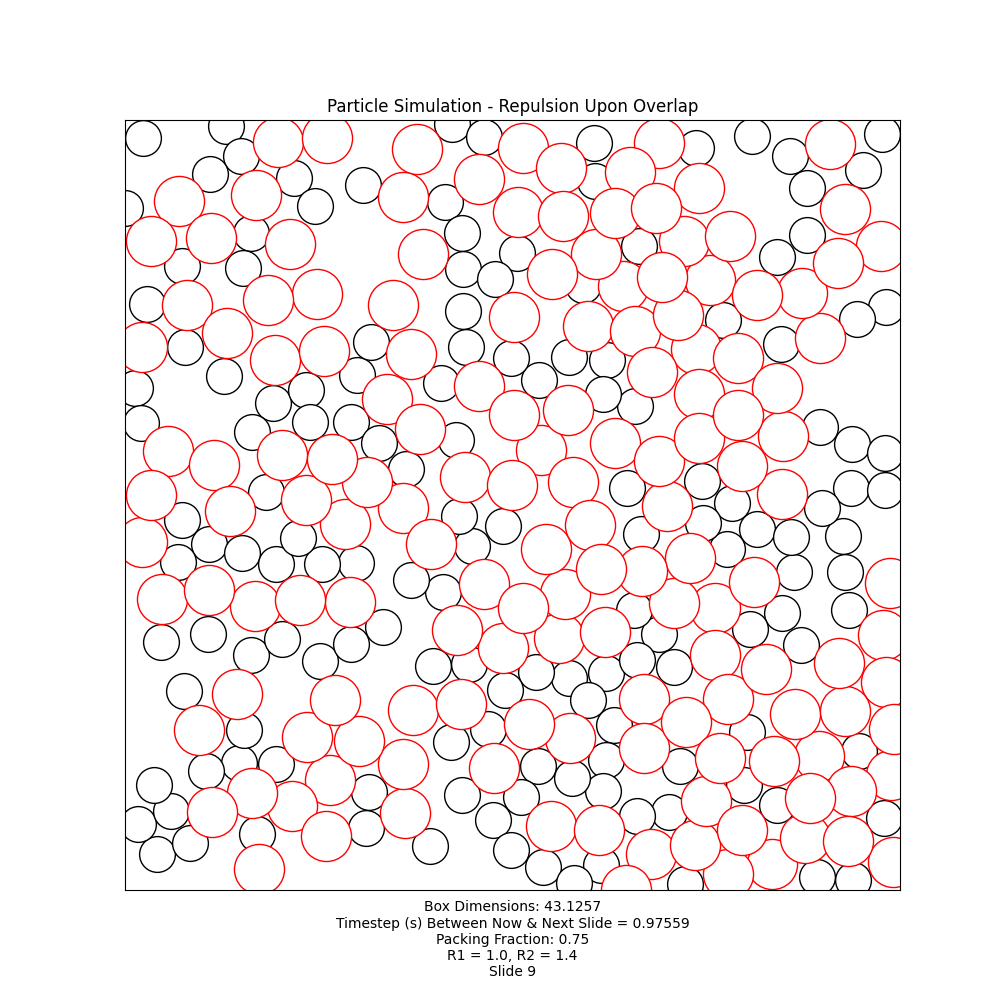 Particle Simulation - Repulsion Upon Overlap
Box Dimensions: 43.1257
Timestep (s) Between Now & Next Slide = 0.97559
Packing Fraction: 0.75
R1 = 1.0, R2 = 1.4
Slide 9